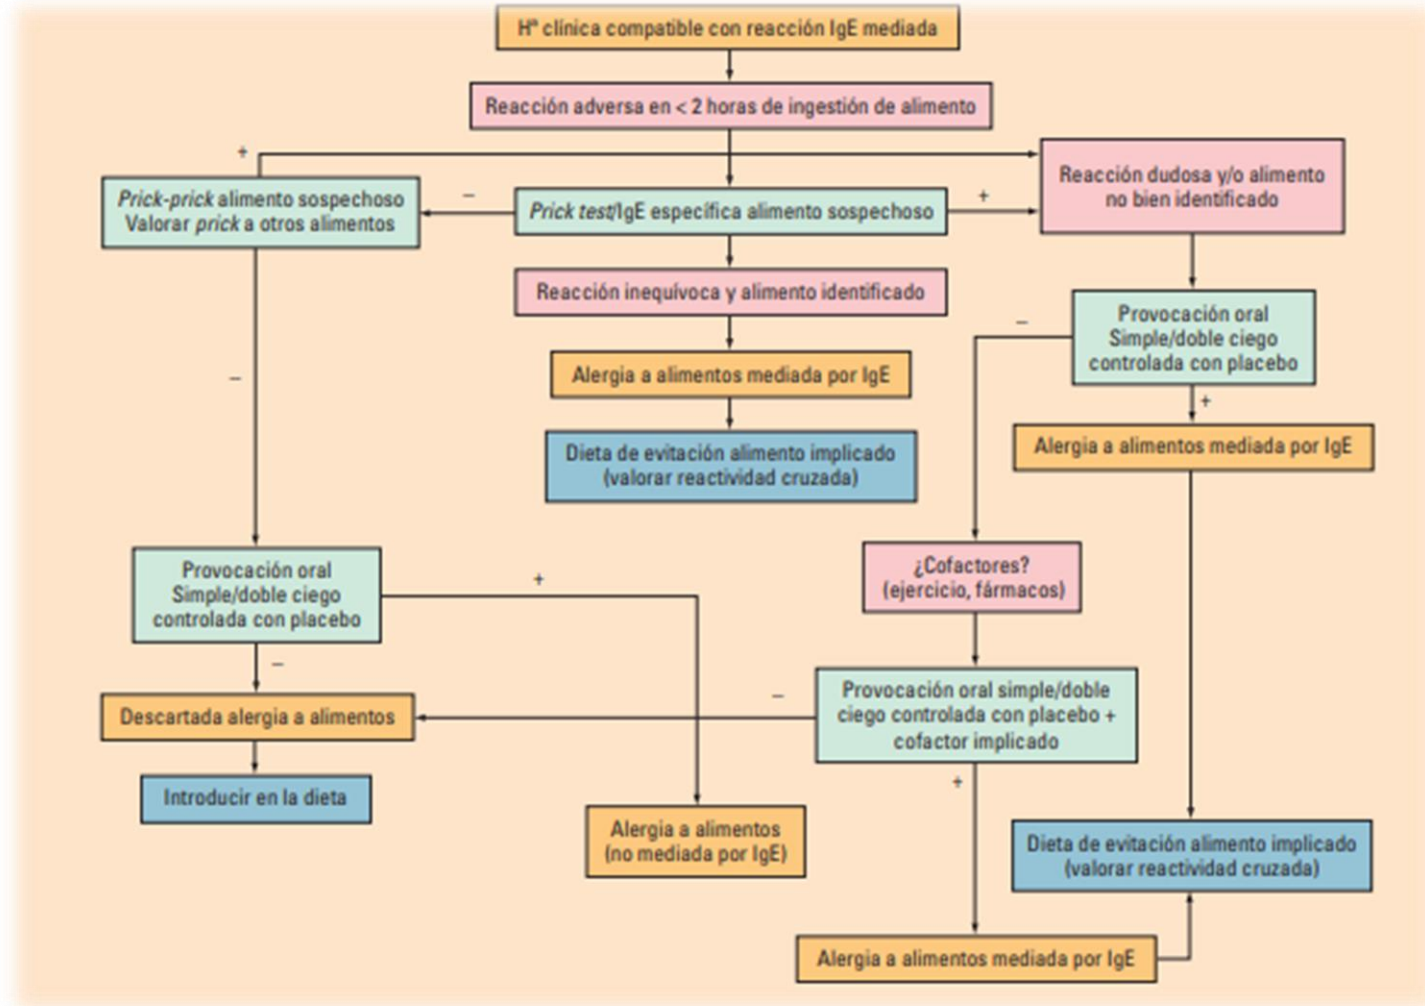 Hª clínica compatible con reacción IgE mediada
Reacción adversa en < 2 horas de ingestión de alimento
+
Prick-prick alimento sospechoso
Valorar prick a otros alimentos
–
Prick test/IgE específica alimento sospechoso
+
Reacción dudosa y/o alimento
no bien identificado
Reacción inequívoca y alimento identificado
Provocación oral
Simple/doble ciego
controlada con placebo
–
+
Alergia a alimentos mediada por IgE
–
Alergia a alimentos mediada por IgE
Dieta de evitación alimento implicado
(valorar reactividad cruzada)
Provocación oral
Simple/doble ciego
controlada con placebo
+
–
¿Cofactores?
(ejercicio, fármacos)
Descartada alergia a alimentos
–
Provocación oral simple/doble
ciego controlada con placebo +
cofactor implicado
+
Introducir en la dieta
Alergia a alimentos
(no mediada por IgE)
Dieta de evitación alimento implicado
(valorar reactividad cruzada)
Alergia a alimentos mediada por IgE